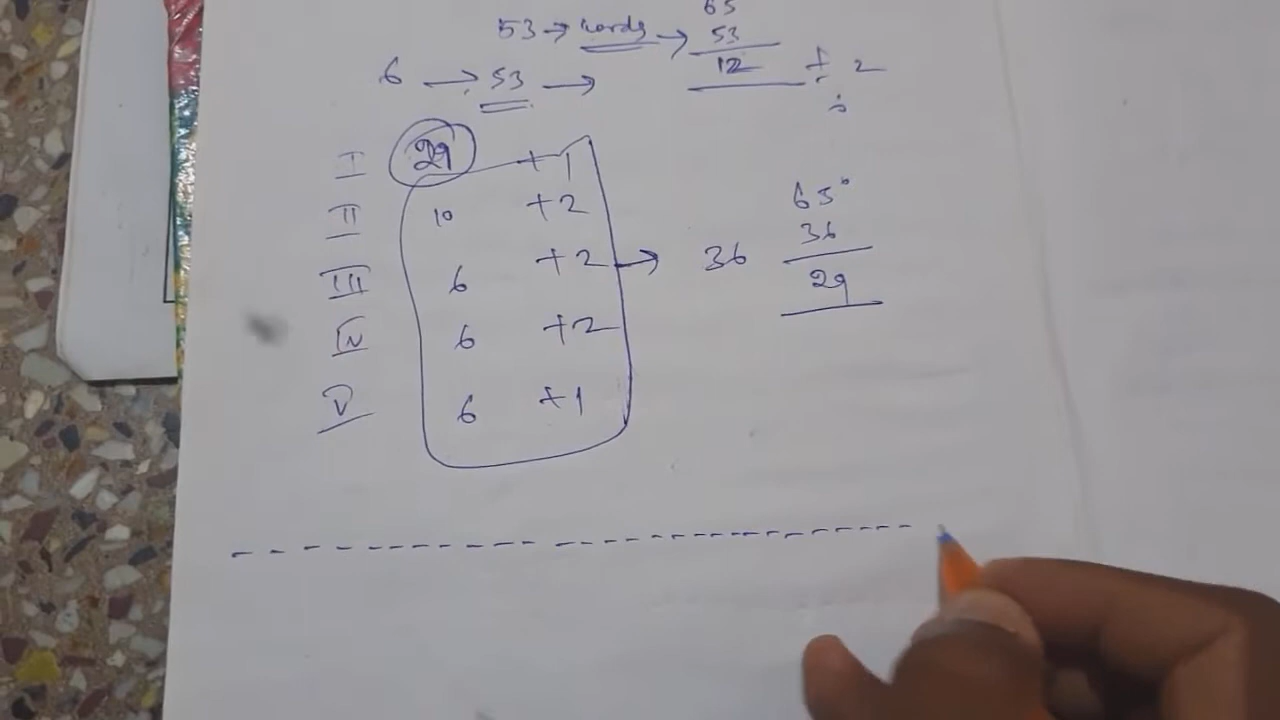 65
53 → words → 53
6 → 53 → 12 + 2
I 29 + 1
II 10 + 2 65
III 6 + 2 → 36 36
IV 6 + 2 29
V 6 + 1